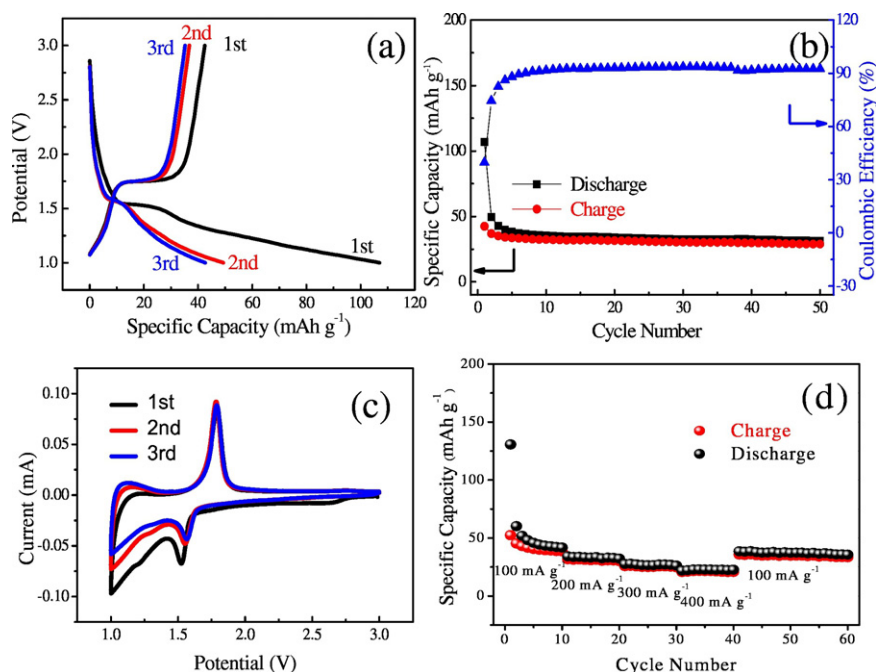 (a)
3rd
2nd
1st
1st
2nd
3rd
Potential (V)
3.0
2.5
2.0
1.5
1.0
0 20 40 60 80 100 120
Specific Capacity (mAh g-1)
(b)
Specific Capacity (mAh g-1)
200
150
100
50
0
Discharge
Charge
120
90
60
30
0
-30
Coulombic Efficiency (%)
0 10 20 30 40 50
Cycle Number
(c)
1st
2nd
3rd
Current (mA)
0.10
0.05
0.00
-0.05
-0.10
1.0 1.5 2.0 2.5 3.0
Potential (V)
(d)
Specific Capacity (mAh g-1)
200
150
100
50
0
Charge
Discharge
100 mA g-1
200 mA g-1
300 mA g-1
400 mA g-1
100 mA g-1
0 10 20 30 40 50 60
Cycle Number